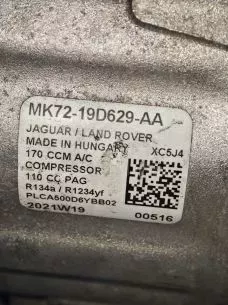 MK72-19D629-AA
JAGUAR / LAND ROVER
MADE IN HUNGARY XC5J4
170 CCM A/C
COMPRESSOR
110 CC PAG
R134a / R1234yf
PLCA500D6YBB02
2021W19 00516